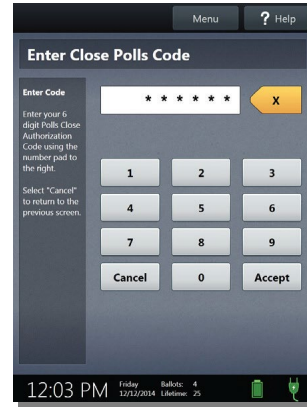 Menu
? Help
Enter Close Polls Code
Enter Code
Enter your 6
digit Polls Close
Authorization
Code using the
number pad to
the right.
Select "Cancel"
to return to the
previous screen.
* * * * * *
X
1 2 3
4 5 6
7 8 9
Cancel 0 Accept
12:03 PM
Friday Ballots: 4
12/12/2014 Lifetime: 25